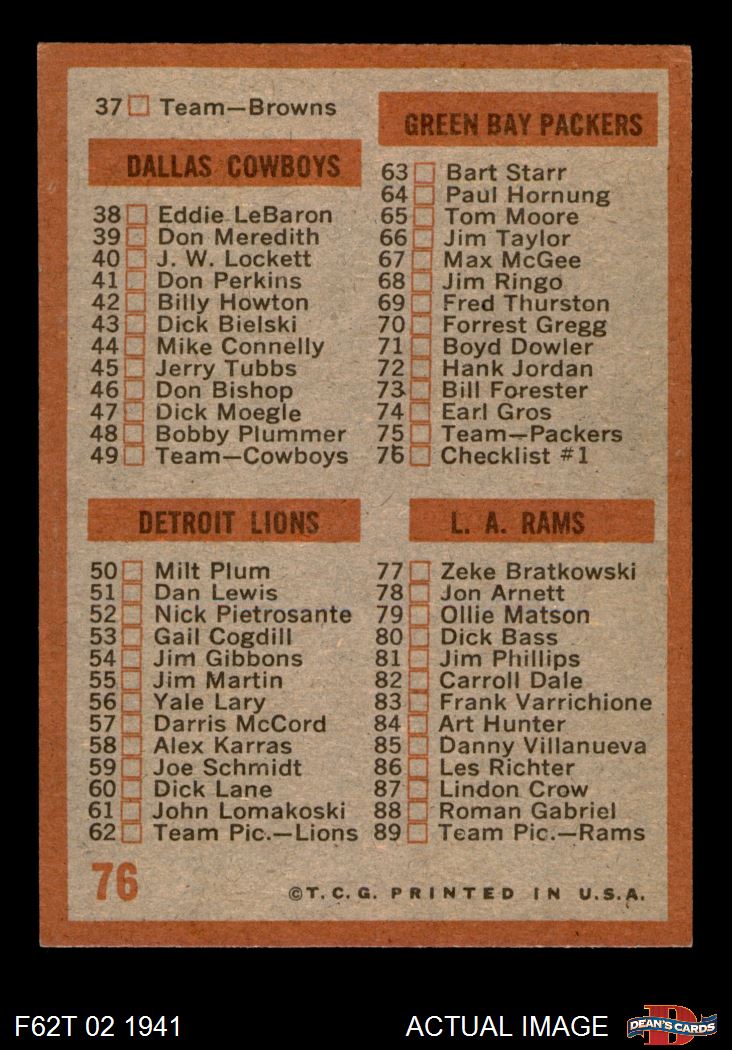 37 Team—Browns
DALLAS COWBOYS
38 Eddie LeBaron
39 Don Meredith
40 J. W. Lockett
41 Don Perkins
42 Billy Howton
43 Dick Bielski
44 Mike Connelly
45 Jerry Tubbs
46 Don Bishop
47 Dick Moegle
48 Bobby Plummer
49 Team—Cowboys
DETROIT LIONS
50 Milt Plum
51 Dan Lewis
52 Nick Pietrosante
53 Gail Cogdill
54 Jim Gibbons
55 Jim Martin
56 Yale Lary
57 Darris McCord
58 Alex Karras
59 Joe Schmidt
60 Dick Lane
61 John Lomakoski
62 Team Pic.—Lions
GREEN BAY PACKERS
63 Bart Starr
64 Paul Hornung
65 Tom Moore
66 Jim Taylor
67 Max McGee
68 Jim Ringo
69 Fred Thurston
70 Forrest Gregg
71 Boyd Dowler
72 Hank Jordan
73 Bill Forester
74 Earl Gros
75 Team—Packers
76 Checklist #1
L. A. RAMS
77 Zeke Bratkowski
78 Jon Arnett
79 Ollie Matson
80 Dick Bass
81 Jim Phillips
82 Carroll Dale
83 Frank Varrichione
84 Art Hunter
85 Danny Villanueva
86 Les Richter
87 Lindon Crow
88 Roman Gabriel
89 Team Pic.—Rams
76
©T.C.G. PRINTED IN U.S.A.
F62T 02 1941
ACTUAL IMAGE
D
DEAN'S CARDS